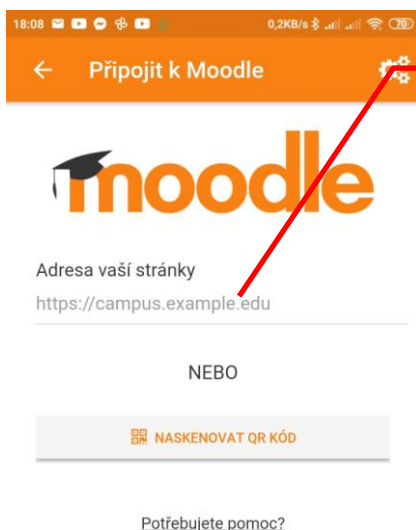 18:08 0,2KB/s 70
Připojit k Moodle
moodle
Adresa vaší stránky
https://campus.example.edu
NEBO
NASKENOVAT QR KÓD
Potřebujete pomoc?